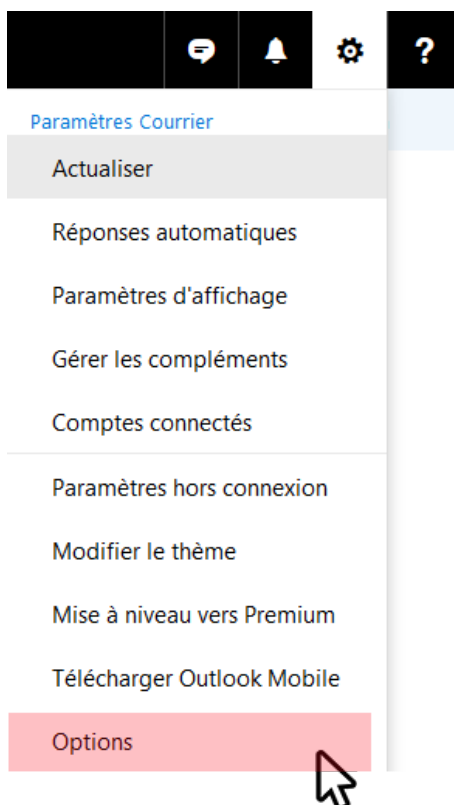 ?
Paramètres Courrier
Actualiser
Réponses automatiques
Paramètres d'affichage
Gérer les compléments
Comptes connectés
Paramètres hors connexion
Modifier le thème
Mise à niveau vers Premium
Télécharger Outlook Mobile
Options